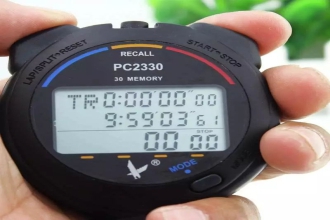 LAP/SPLIT•RESET
START•STOP
RECALL
PC2330
30 MEMORY
TR0:00'00"00
9:59'03"61
STOP
00 00
®
MODE